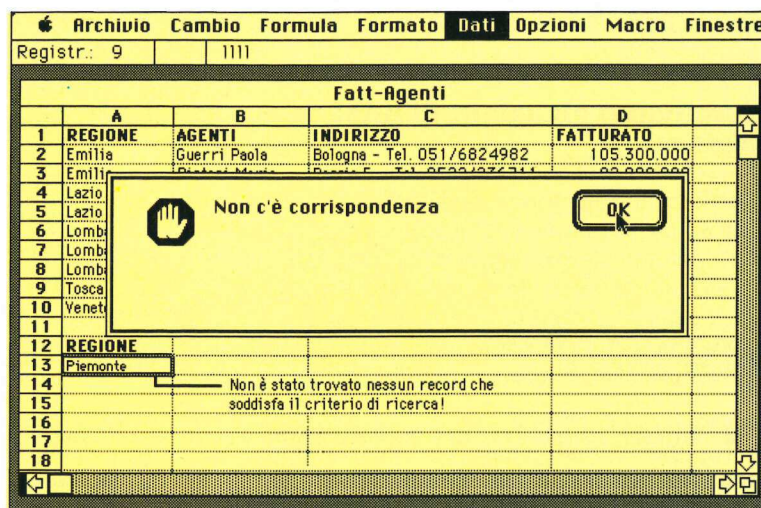 Archivio Cambio Formula Formato Dati Opzioni Macro Finestre
Registr.: 9 1111
Fatt-Agenti
A B C D
1 REGIONE AGENTI INDIRIZZO FATTURATO
2 Emilia Guerri Paola Bologna - Tel. 051/6824982 105.300.000
3 Emilia
4 Lazio
5 Lazio
6
7
8
9
10
Non c'è corrispondenza
OK
11
12 REGIONE
13 Piemonte
14 Non è stato trovato nessun record che
15 soddisfa il criterio di ricerca!
16
17
18